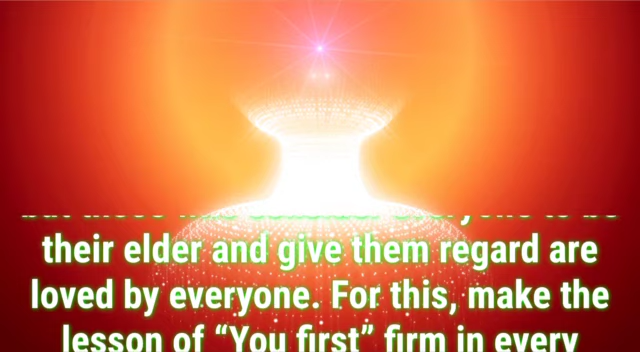 their elder and give them regard are
loved by everyone. For this, make the
lesson of “You first” firm in every